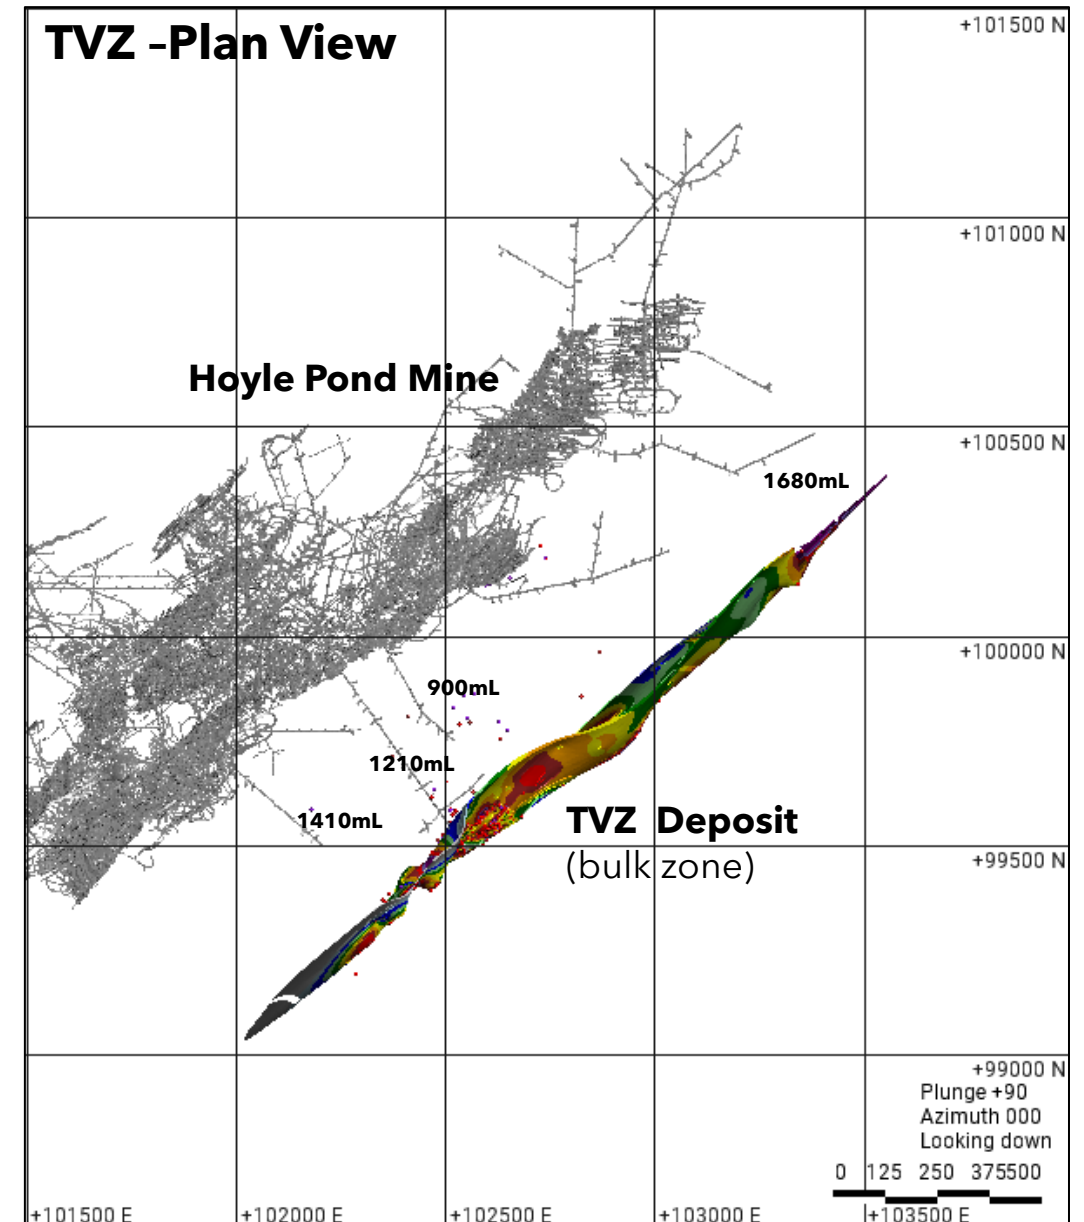 TVZ –Plan View
+101500 N
+101000 N
Hoyle Pond Mine
+100500 N
1680mL
+100000 N
900mL
1210mL
1410mL
TVZ Deposit
(bulk zone)
+99500 N
+99000 N
Plunge +90
Azimuth 000
Looking down
0 125 250 375500
+101500 E +102000 E +102500 E +103000 E +103500 E